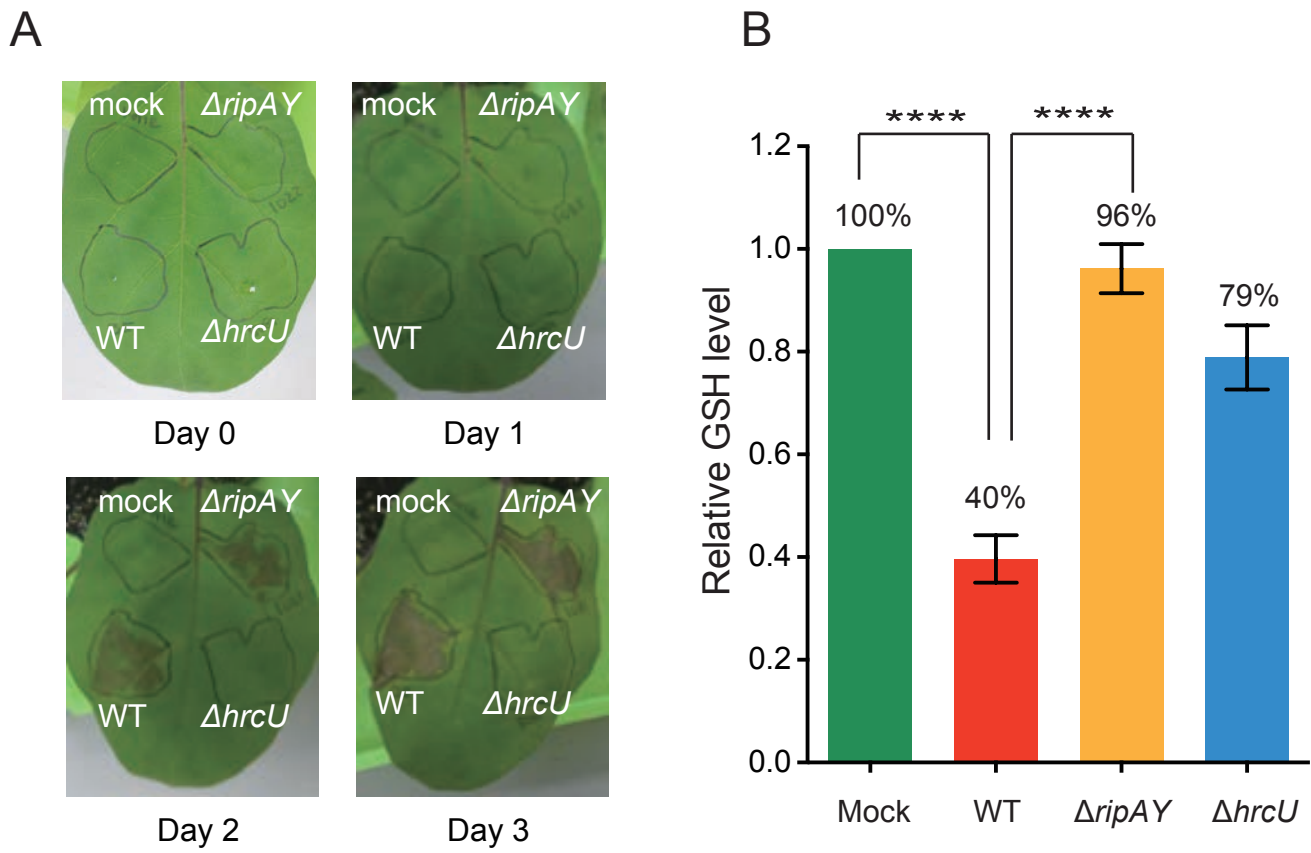 A
mock ΔripAY
WT ΔhrcU
Day 0
mock ΔripAY
WT ΔhrcU
Day 1
mock ΔripAY
WT ΔhrcU
Day 2
mock ΔripAY
WT ΔhrcU
Day 3
B
**** ****
Relative GSH level
1.2
1.0
0.8
0.6
0.4
0.2
0.0
100%
40%
96%
79%
Mock WT ΔripAY ΔhrcU